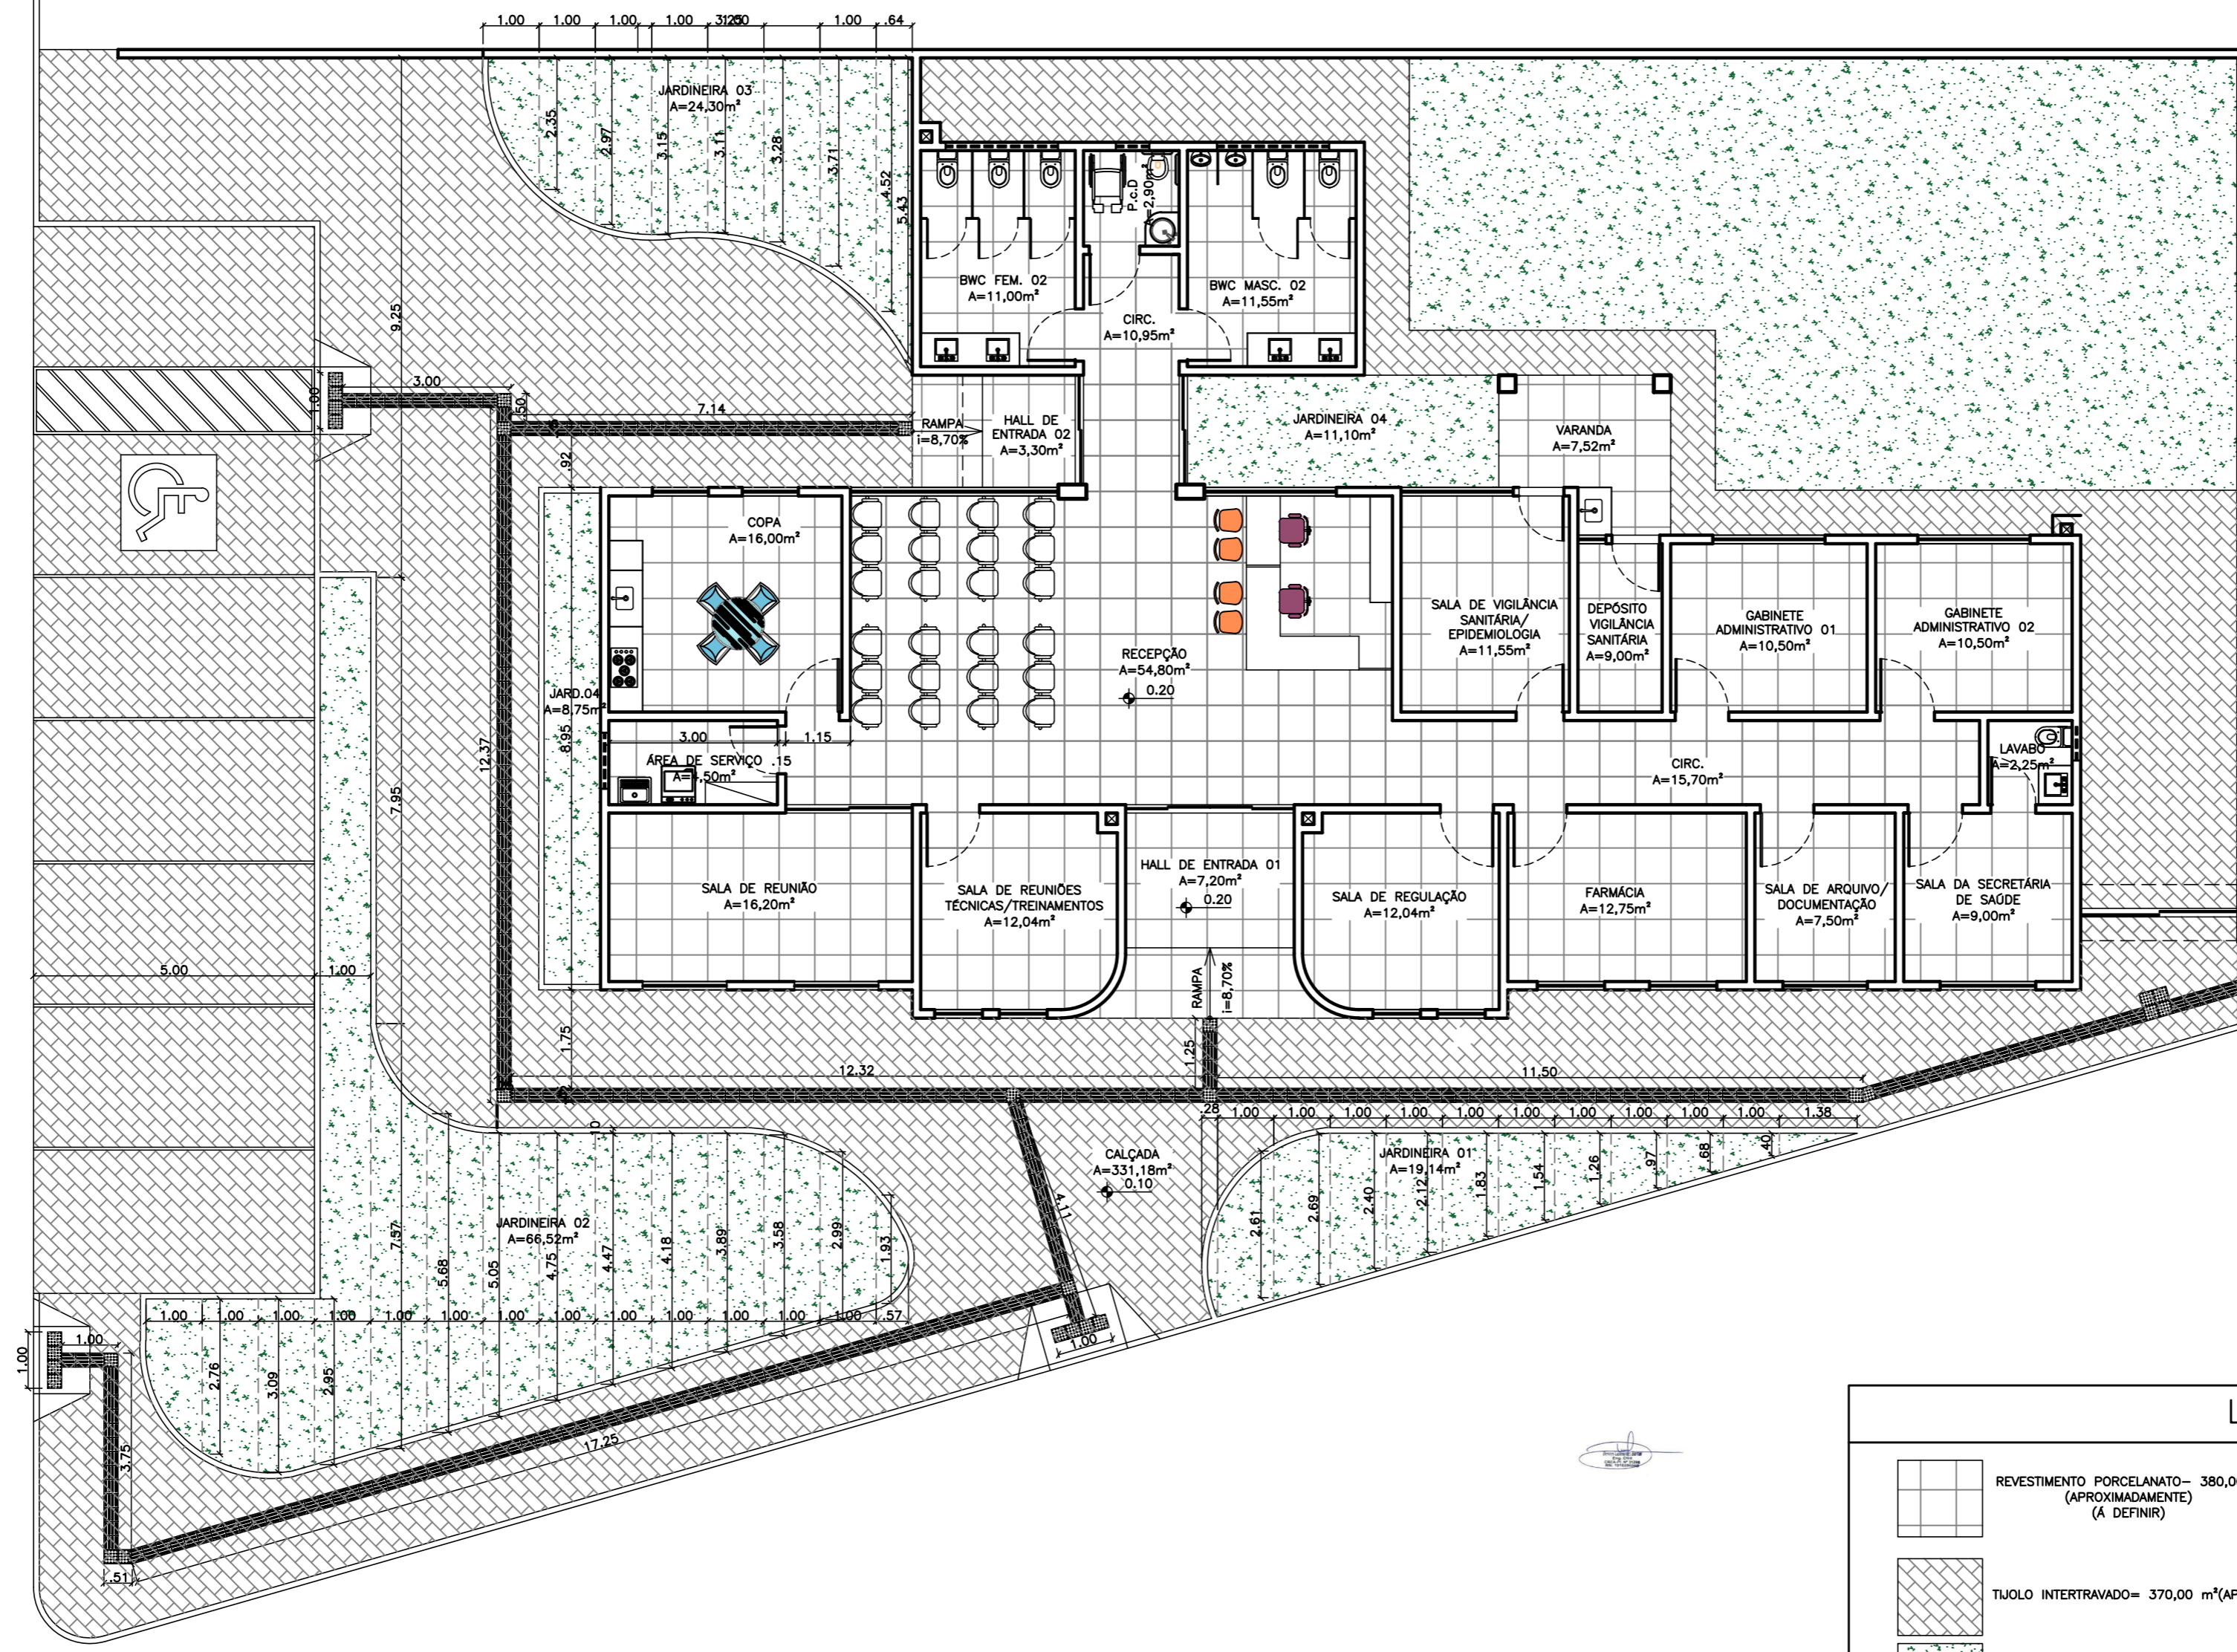 1.00 1.00 1.00 1.00 1.00 .64
JARDINEIRA 03
A=24,30m²
2.35
2.97
3.15
3.11
3.28
3.71
4.52
5.43
9.25
P.c.D
A=2,90m²
BWC FEM. 02
A=11,00m²
BWC MASC. 02
A=11,55m²
CIRC.
A=10,95m²
3.00
1.00
.50
7.14
.92
RAMPA
i=8,70%
HALL DE
ENTRADA 02
A=3,30m²
JARDINEIRA 04
A=11,10m²
VARANDA
A=7,52m²
COPA
A=16,00m²
RECEPÇÃO
A=54,80m²
0.20
SALA DE VIGILÂNCIA
SANITÁRIA/
EPIDEMIOLOGIA
A=11,55m²
DEPÓSITO
VIGILÂNCIA
SANITÁRIA
A=9,00m²
GABINETE
ADMINISTRATIVO 01
A=10,50m²
GABINETE
ADMINISTRATIVO 02
A=10,50m²
JARD.04
A=8,75m²
8.95
12.37
7.95
3.00
1.15
.15
ÁREA DE SERVIÇO
A=4,50m²
CIRC.
A=15,70m²
LAVABO
A=2,25m²
SALA DE REUNIÃO
A=16,20m²
SALA DE REUNIÕES
TÉCNICAS/TREINAMENTOS
A=12,04m²
HALL DE ENTRADA 01
A=7,20m²
0.20
SALA DE REGULAÇÃO
A=12,04m²
FARMÁCIA
A=12,75m²
SALA DE ARQUIVO/
DOCUMENTAÇÃO
A=7,50m²
SALA DA SECRETÁRIA
DE SAÚDE
A=9,00m²
5.00
1.00
RAMPA
i=8,70%
1.75
1.25
12.32
11.50
.28 1.00 1.00 1.00 1.00 1.00 1.00 1.00 1.00 1.00 1.00 1.38
.10
CALÇADA
A=331,18m²
0.10
JARDINEIRA 01
A=19,14m²
2.61
2.69
2.40
2.12
1.83
1.54
1.26
.97
.68
.40
4.11
JARDINEIRA 02
A=66,52m²
7.57
5.68
5.05
4.75
4.47
4.18
3.89
3.58
2.99
1.93
1.00 1.00 1.00 1.00 1.00 1.00 1.00 1.00 1.00 1.00 1.00 1.00 1.00 .57
1.00
1.00
1.00
2.76
3.09
2.95
3.75
17.25
.51
L
REVESTIMENTO PORCELANATO– 380,0
(APROXIMADAMENTE)
(Á DEFINIR)
TIJOLO INTERTRAVADO= 370,00 m²(AP